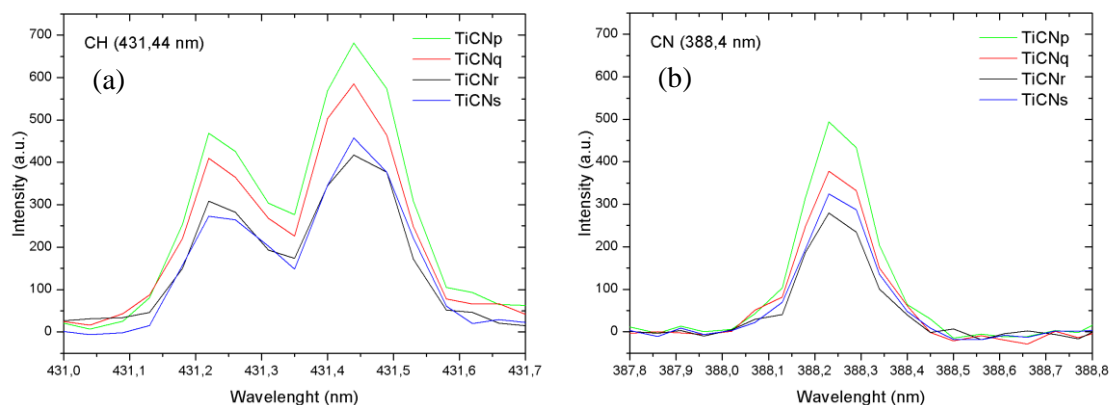 CH (431,44 nm)
(a)
TiCNp
TiCNq
TiCNr
TiCNs
Intensity (a.u.)
700
600
500
400
300
200
100
0
431,0 431,1 431,2 431,3 431,4 431,5 431,6 431,7
Wavelenght (nm)
CN (388,4 nm)
(b)
TiCNp
TiCNq
TiCNr
TiCNs
Intensity (a.u.)
700
600
500
400
300
200
100
0
387,8 387,9 388,0 388,1 388,2 388,3 388,4 388,5 388,6 388,7 388,8
Wavelenght (nm)